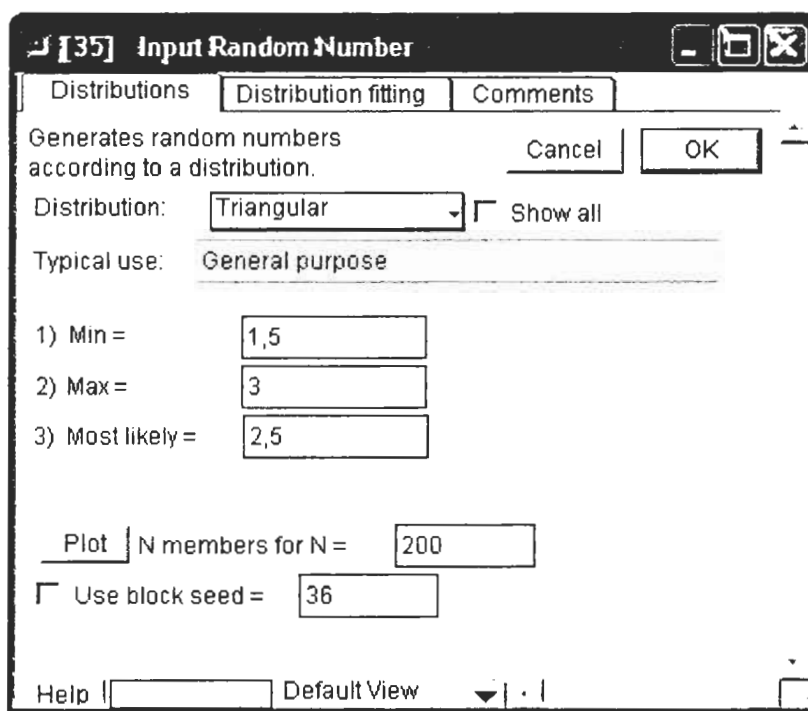 [35] Input Random Number
Distributions Distribution fitting Comments
Generates random numbers
according to a distribution.
Cancel OK
Distribution: Triangular Show all
Typical use: General purpose
1) Min = 1,5
2) Max = 3
3) Most likely = 2,5
Plot N members for N = 200
Use block seed = 36
Help Default View